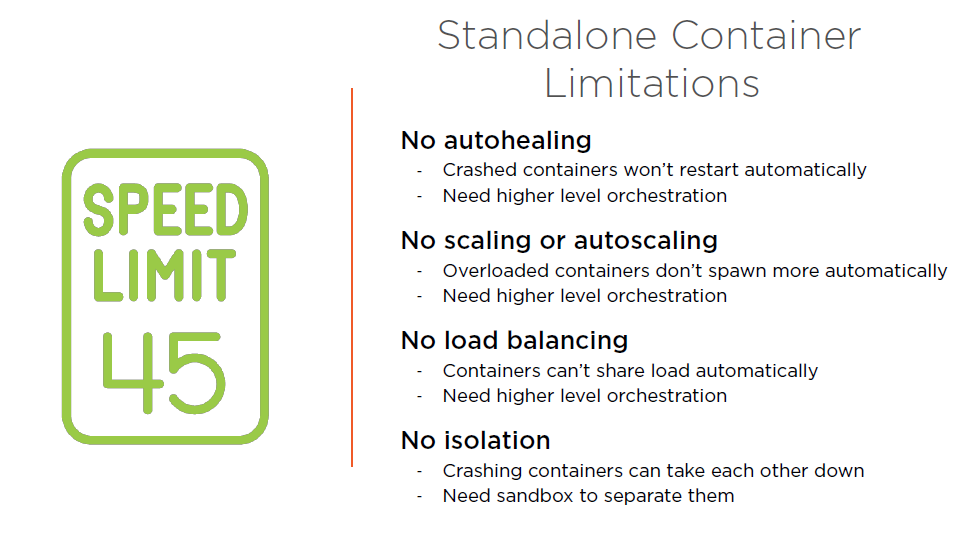 Standalone Container
Limitations
SPEED
LIMIT
45
No autohealing
- Crashed containers won’t restart automatically
- Need higher level orchestration
No scaling or autoscaling
- Overloaded containers don’t spawn more automatically
- Need higher level orchestration
No load balancing
- Containers can’t share load automatically
- Need higher level orchestration
No isolation
- Crashing containers can take each other down
- Need sandbox to separate them